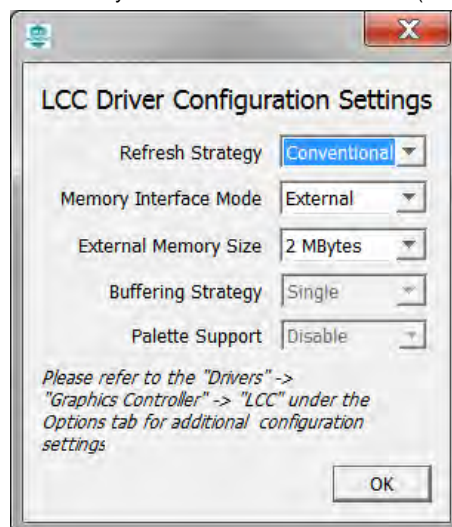 LCC Driver Configuration Settings
Refresh Strategy Conventional
Memory Interface Mode External
External Memory Size 2 MBytes
Buffering Strategy Single
Palette Support Disable
Please refer to the "Drivers" ->
"Graphics Controller" -> "LCC" under the
Options tab for additional configuration
settings
OK